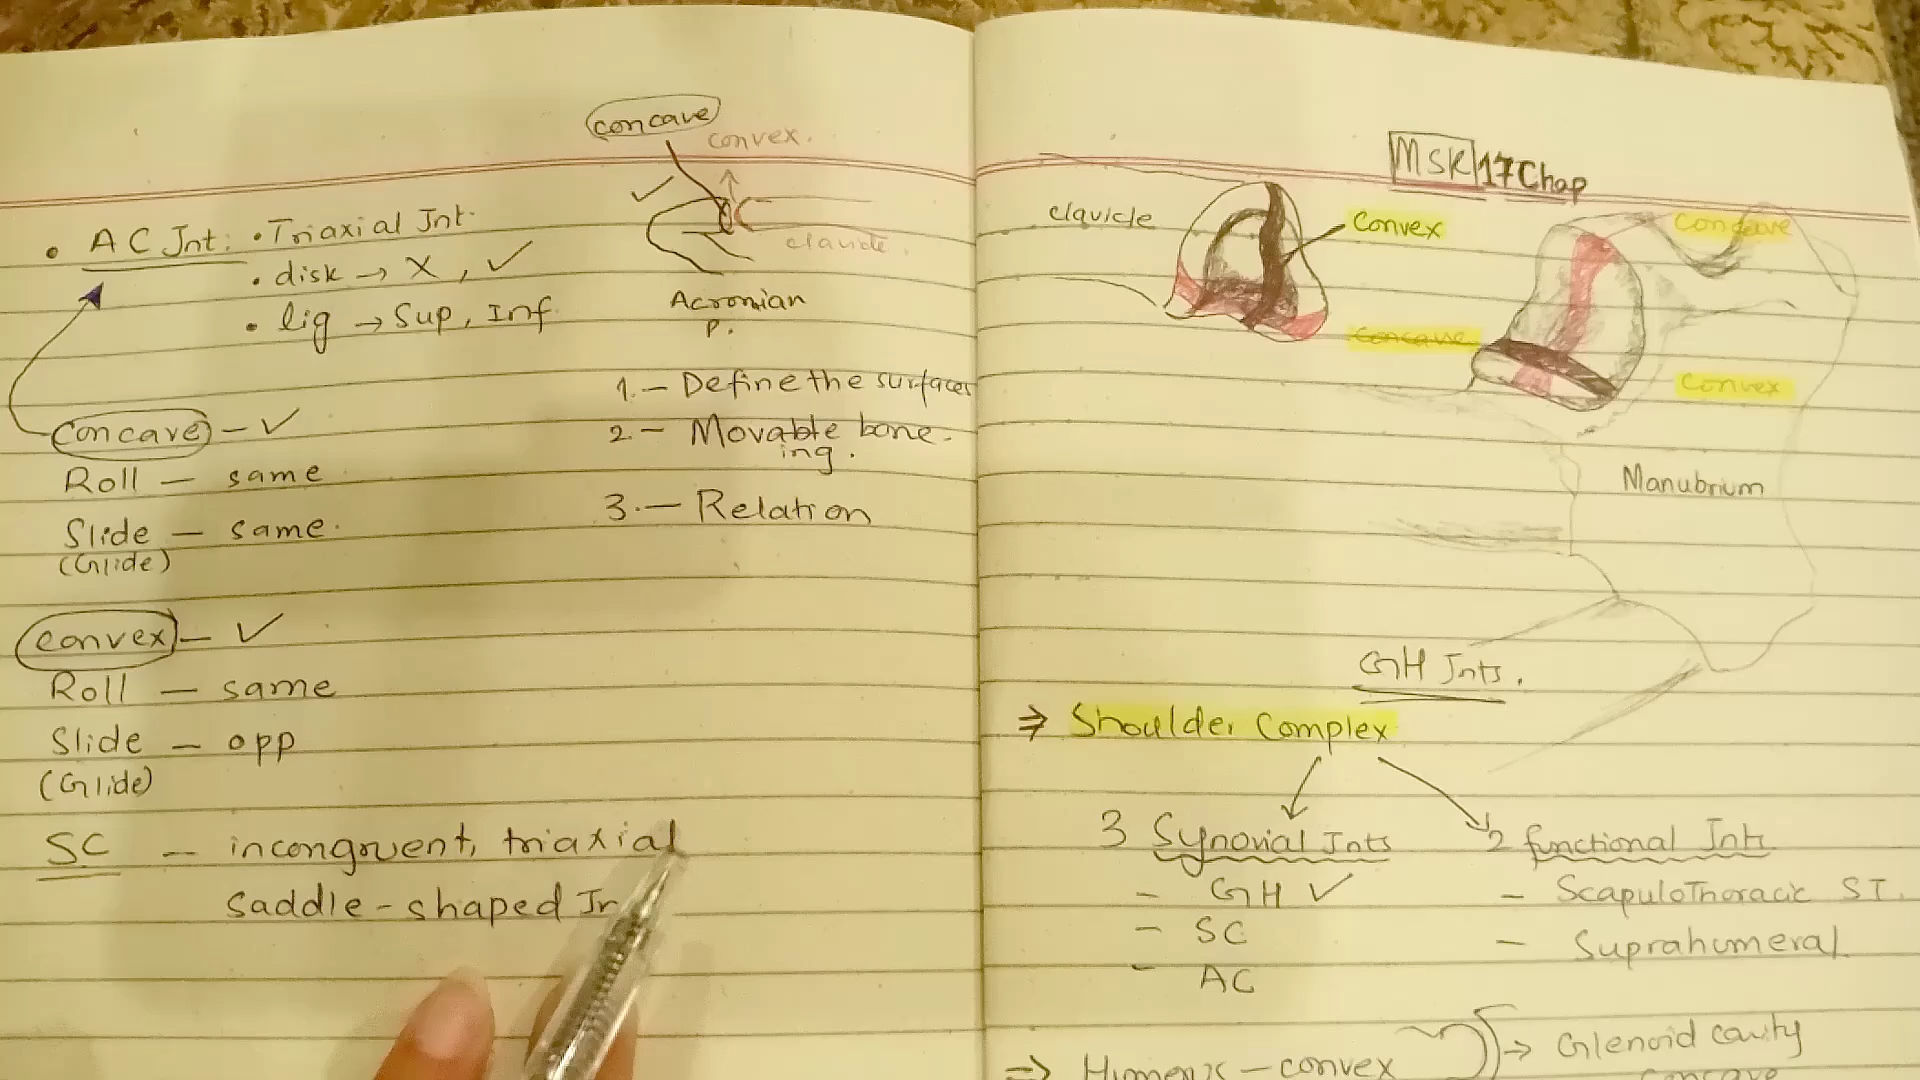 concave
convex.
• AC Jnt: • Triaxial Jnt.
• disk → X, ✓
• lig → Sup, Inf
clavicle.
Acromian
P.
1.- Define the surfaces
2.- Movable bone.
ing.
3.- Relation
Concave - ✓
Roll - same
Slide - same.
(Glide)
Convex - ✓
Roll - same
Slide - opp
(Glide)
SC - incongruent, triaxial
Saddle-shaped Jn
MSK 17 Chap
clavicle
Convex
Concave
Concave
Convex
Manubrium
GH Jnts.
⇒ Shoulder Complex
3 Synovial Jnts
- GH ✓
- SC
- AC
2 functional Jnts
- ScapuloThoracic ST.
- Suprahumeral
⇒ Humerus - convex
→ Glenoid cavity
concave